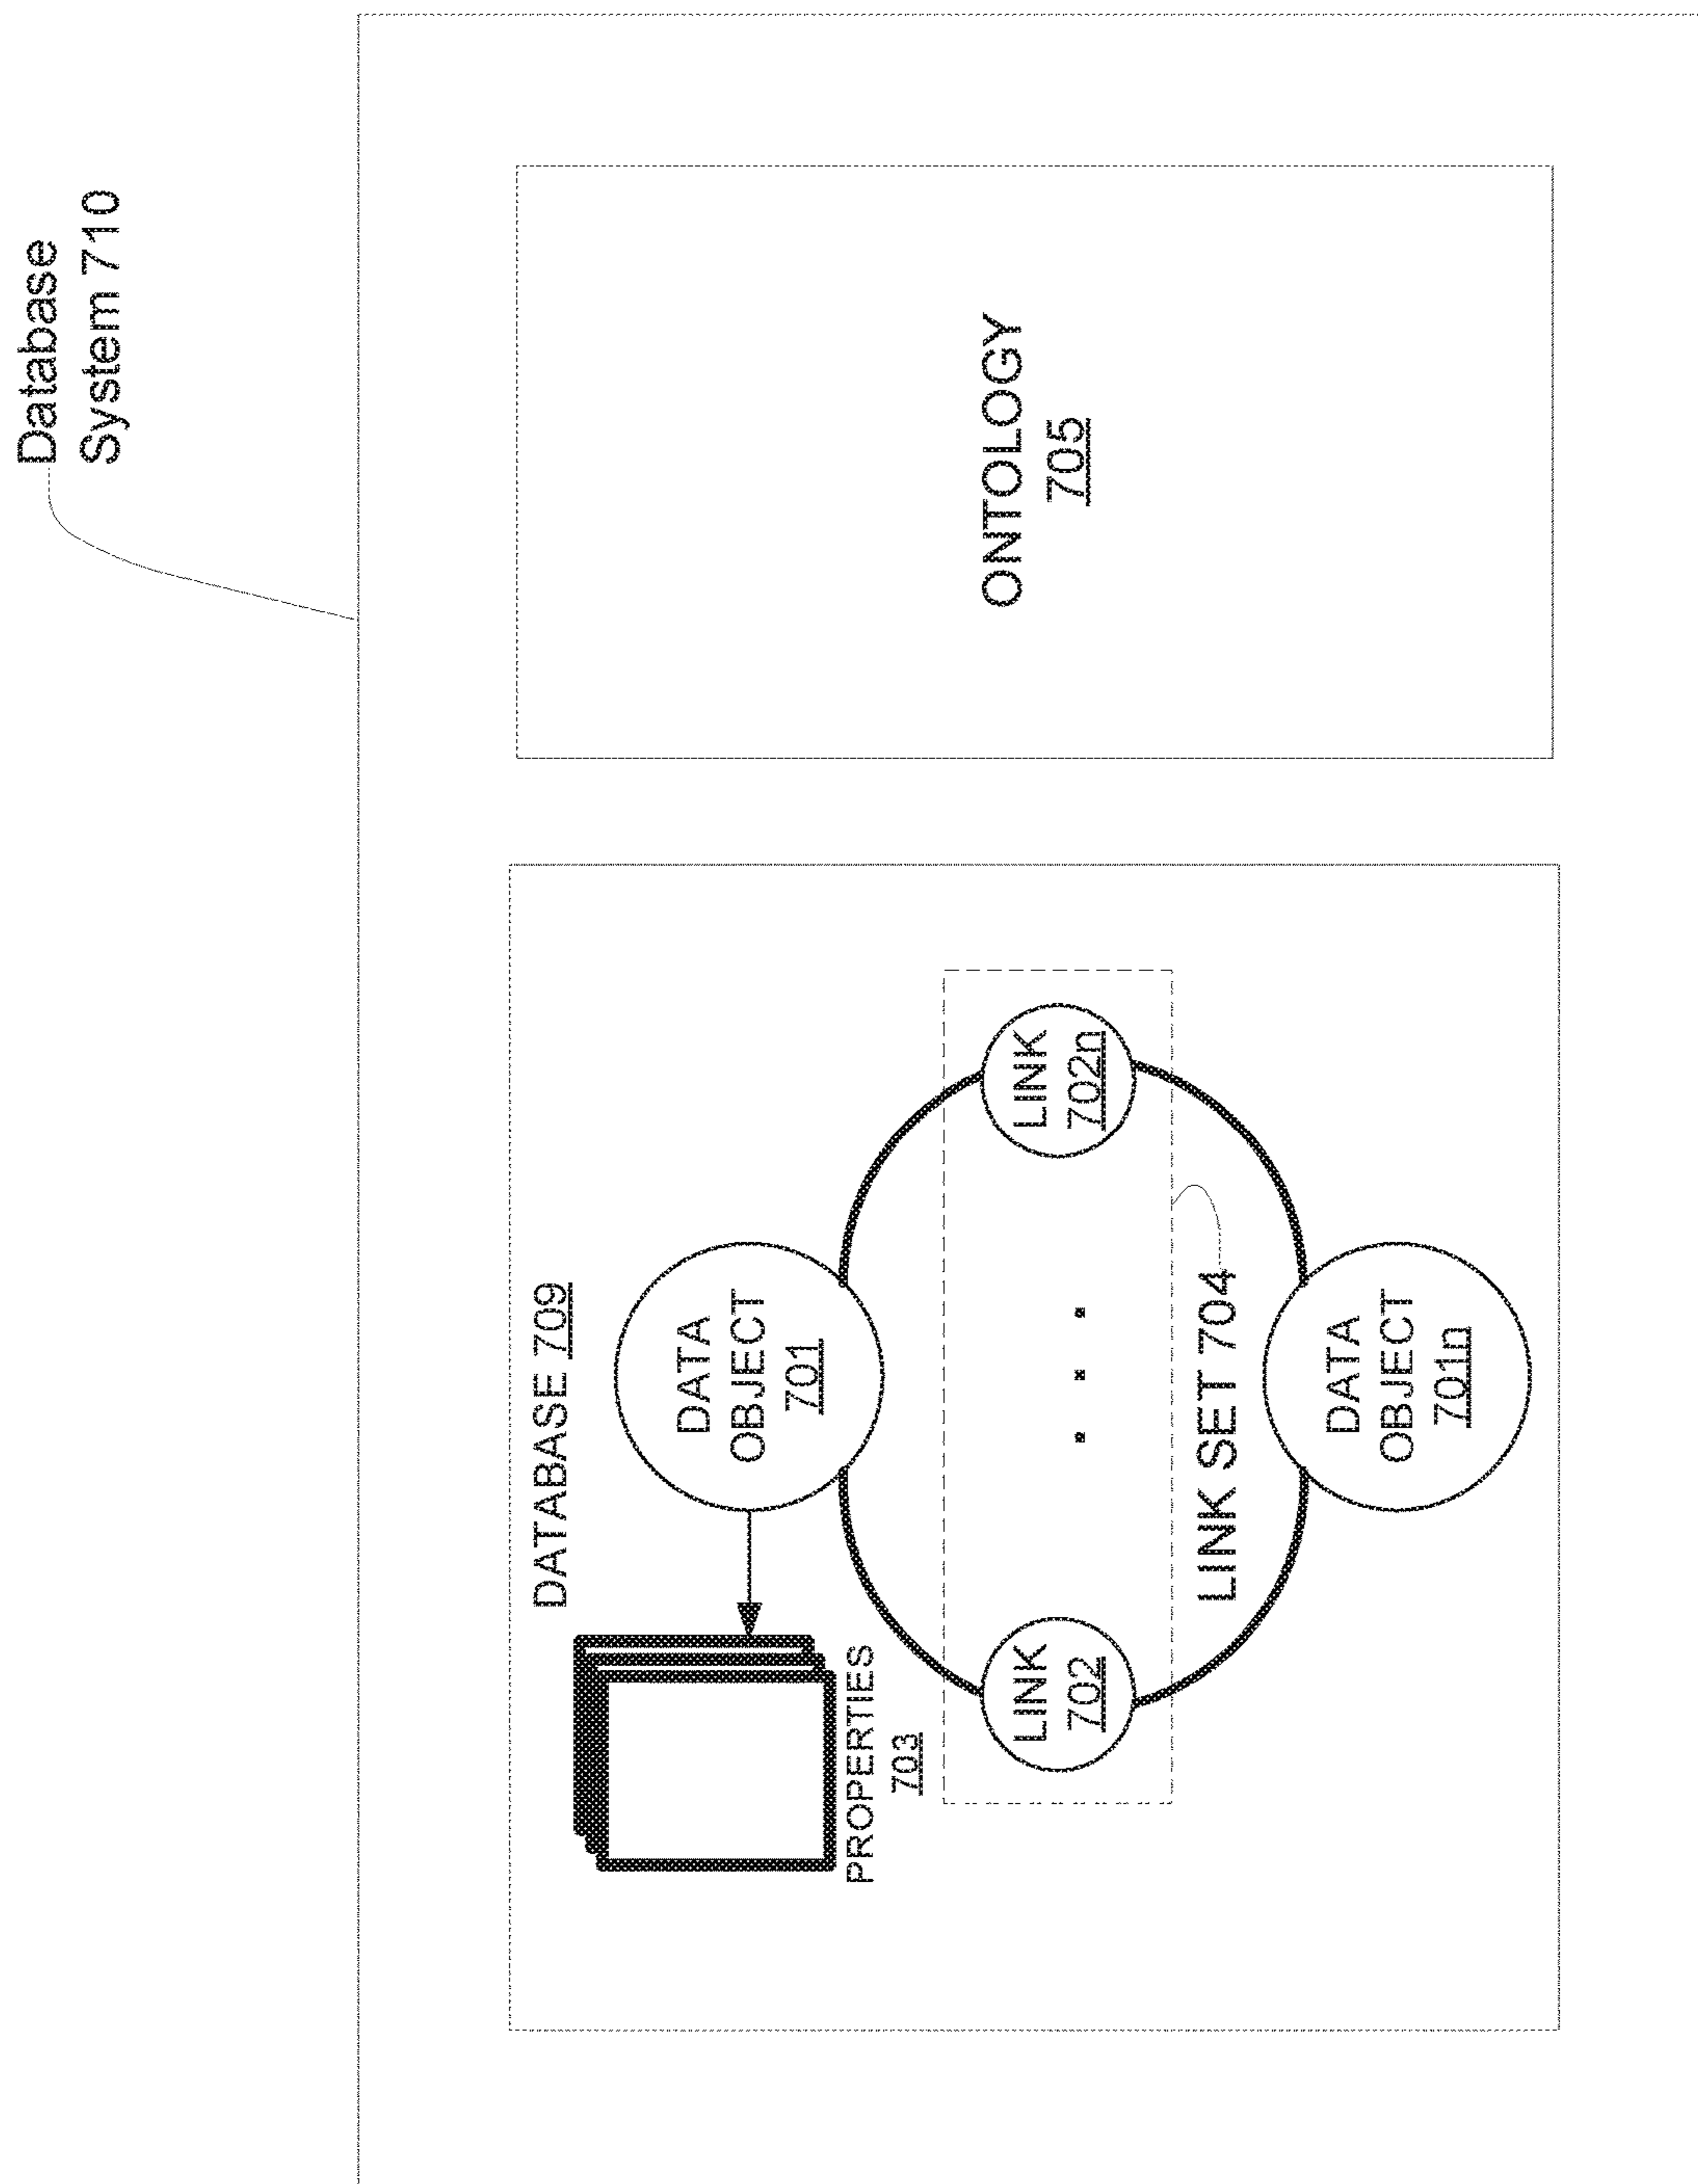 Database
System 710
DATABASE 709
PROPERTIES
703
DATA
OBJECT
701
LINK
702
LINK
702n
LINK SET 704
DATA
OBJECT
701n
ONTOLOGY
705